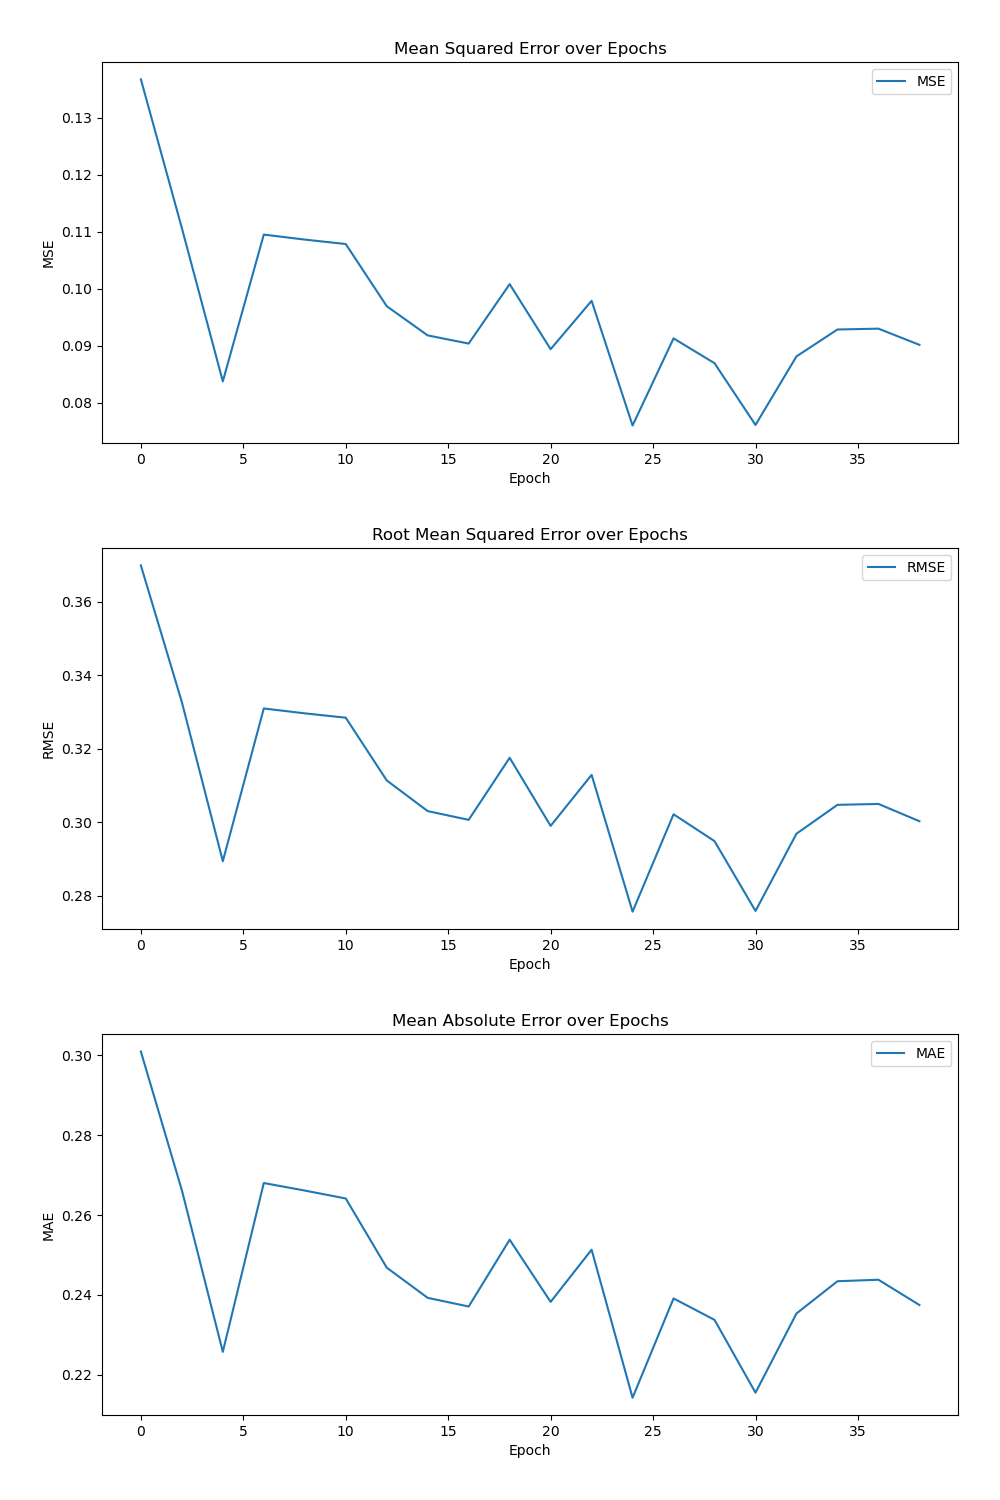 Mean Squared Error over Epochs
MSE
0.13
0.12
0.11
0.10
0.09
0.08
MSE
0 5 10 15 20 25 30 35
Epoch
Root Mean Squared Error over Epochs
RMSE
0.36
0.34
0.32
0.30
0.28
RMSE
0 5 10 15 20 25 30 35
Epoch
Mean Absolute Error over Epochs
MAE
0.30
0.28
0.26
0.24
0.22
MAE
0 5 10 15 20 25 30 35
Epoch